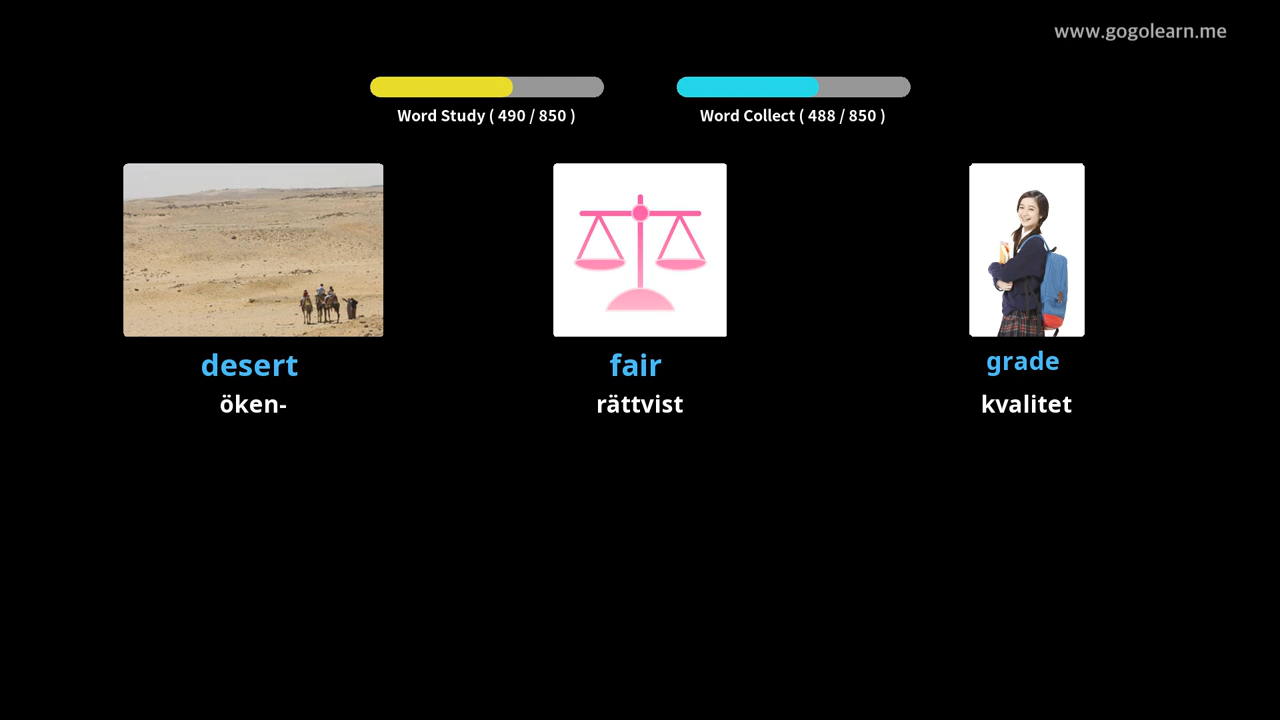 www.gogolearn.me
Word Study ( 490 / 850 )
Word Collect ( 488 / 850 )
desert
fair
grade
öken-
rättvist
kvalitet